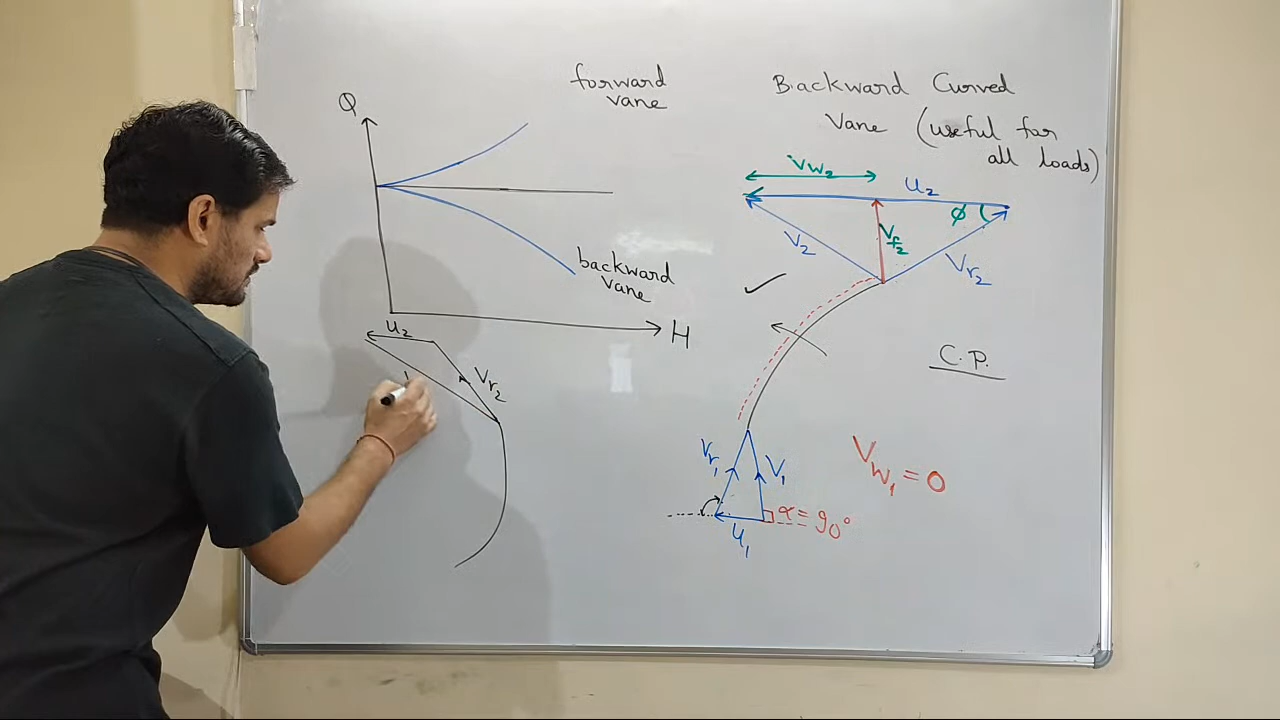 Q
forward
vane
backward
vane
H
u₂
Vr₂
Backward Curved
Vane (useful for
all loads)
Vw₂
u₂
ϕ
V₂
Vf₂
Vr₂
C.P.
Vr₁
V₁
u₁
α = 90°
Vw₁ = 0